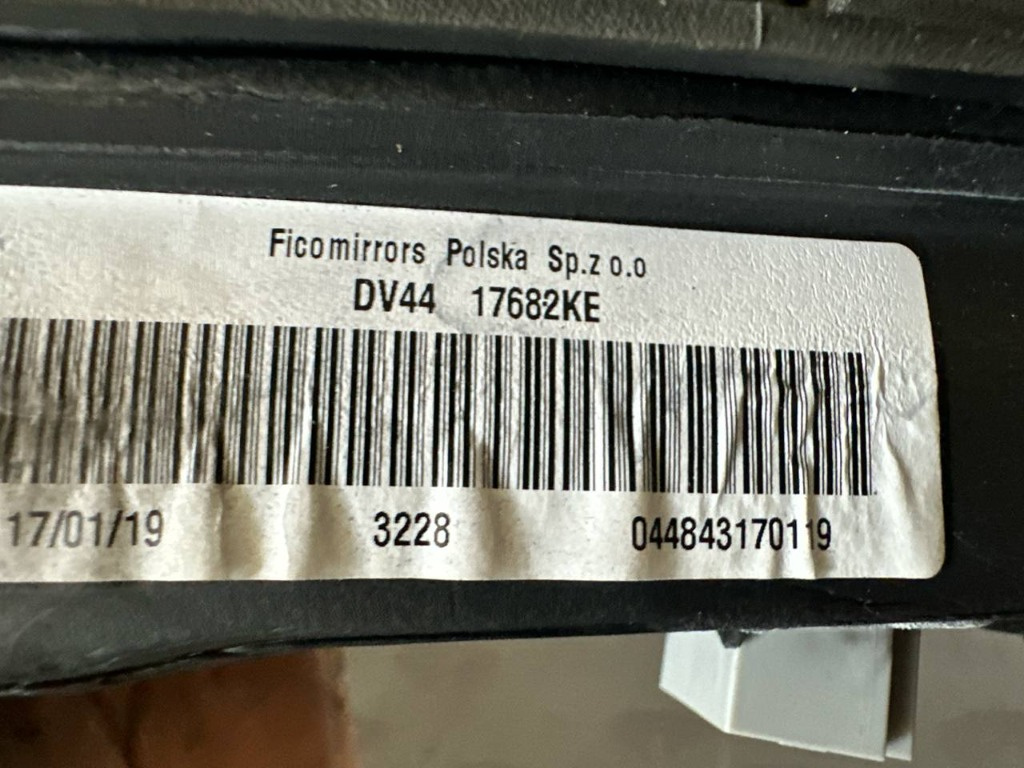 Ficomirrors Polska Sp.z o.o
DV44 17682KE
17/01/19 3228 044843170119